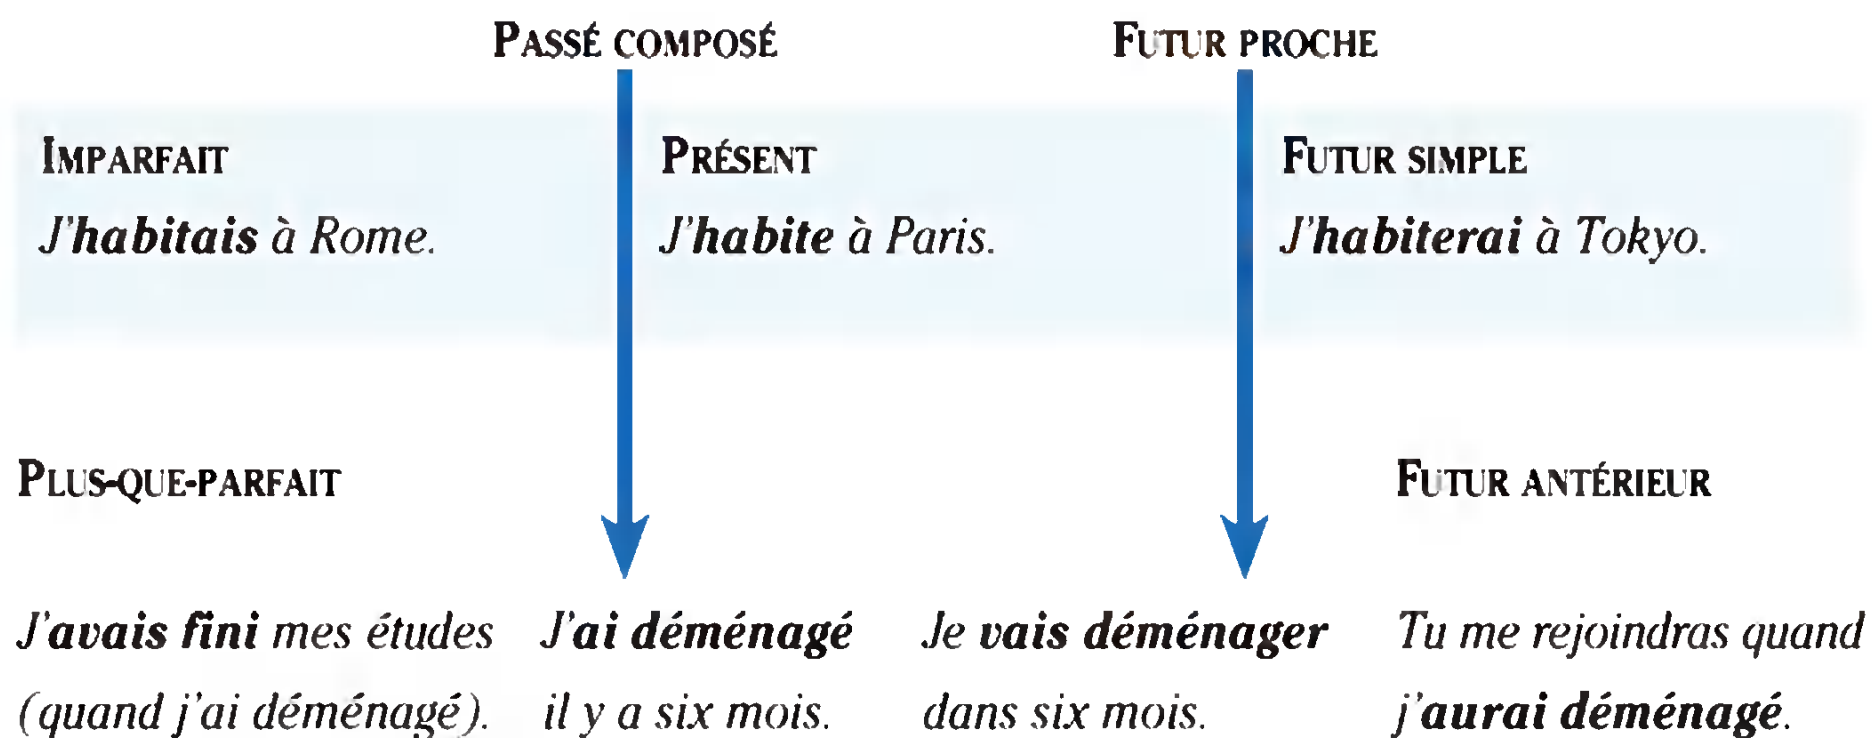 PASSÉ COMPOSÉ FUTUR PROCHE
IMPARFAIT PRÉSENT FUTUR SIMPLE
J'habitais à Rome. J'habite à Paris. J'habiterai à Tokyo.
PLUS-QUE-PARFAIT FUTUR ANTÉRIEUR
J'avais fini mes études J'ai déménagé Je vais déménager Tu me rejoindras quand
(quand j'ai déménagé). il y a six mois. dans six mois. j'aurai déménagé.